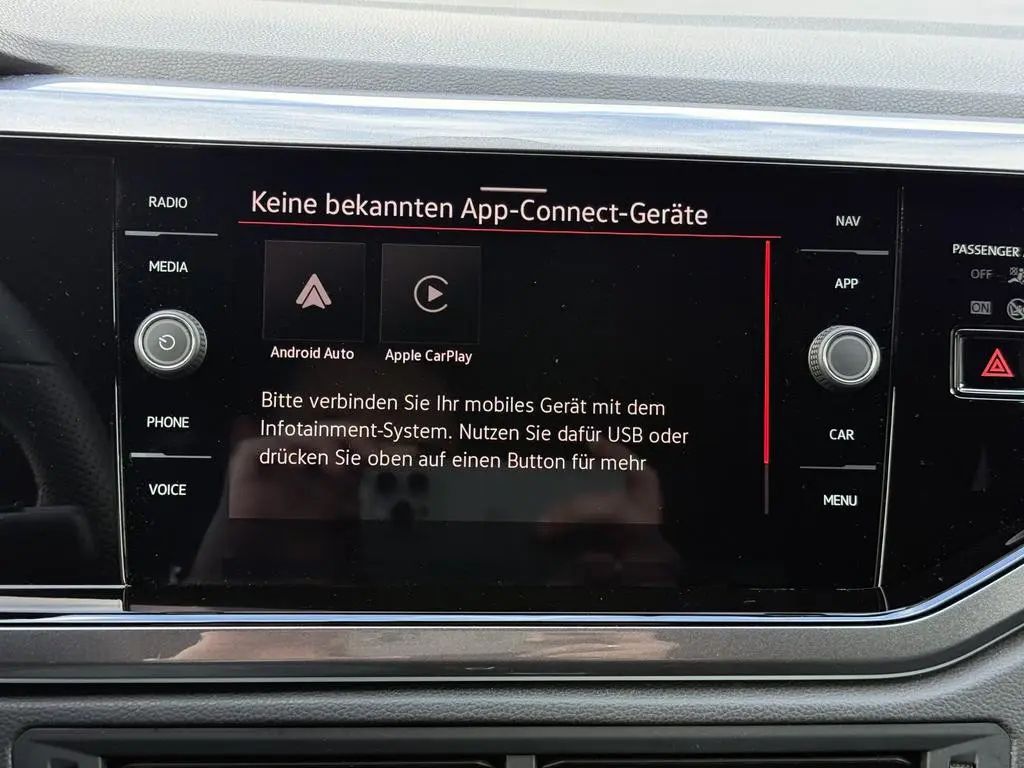 RADIO
MEDIA
PHONE
VOICE
Keine bekannten App-Connect-Geräte
Android Auto
Apple CarPlay
Bitte verbinden Sie Ihr mobiles Gerät mit dem
Infotainment-System. Nutzen Sie dafür USB oder
drücken Sie oben auf einen Button für mehr
NAV
APP
CAR
MENU
PASSENGER
OFF
ON